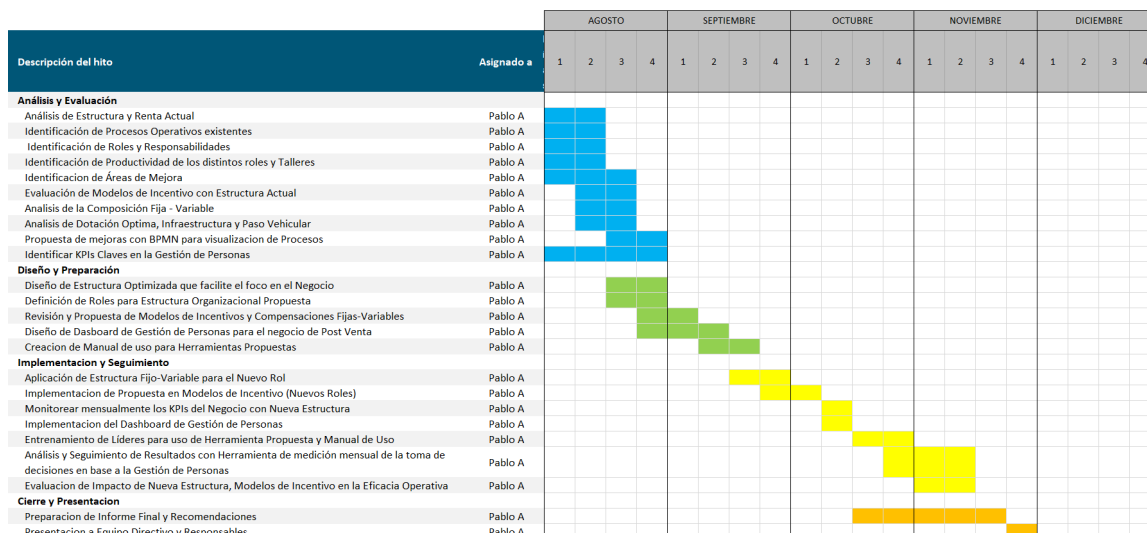 AGOSTO SEPTIEMBRE OCTUBRE NOVIEMBRE DICIEMBRE
Descripción del hito Asignado a 1 2 3 4 1 2 3 4 1 2 3 4 1 2 3 4 1 2 3 4
Análisis y Evaluación
Análisis de Estructura y Renta Actual Pablo A
Identificación de Procesos Operativos existentes Pablo A
Identificación de Roles y Responsabilidades Pablo A
Identificación de Productividad de los distintos roles y Talleres Pablo A
Identificacion de Áreas de Mejora Pablo A
Evaluación de Modelos de Incentivo con Estructura Actual Pablo A
Analisis de la Composición Fija - Variable Pablo A
Analisis de Dotación Optima, Infraestructura y Paso Vehicular Pablo A
Propuesta de mejoras con BPMN para visualizacion de Procesos Pablo A
Identificar KPIs Claves en la Gestión de Personas Pablo A
Diseño y Preparación
Diseño de Estructura Optimizada que facilite el foco en el Negocio Pablo A
Definición de Roles para Estructura Organizacional Propuesta Pablo A
Revisión y Propuesta de Modelos de Incentivos y Compensaciones Fijas-Variables Pablo A
Diseño de Dasboard de Gestión de Personas para el negocio de Post Venta Pablo A
Creacion de Manual de uso para Herramientas Propuestas Pablo A
Implementacion y Seguimiento
Aplicación de Estructura Fijo-Variable para el Nuevo Rol Pablo A
Implementacion de Propuesta en Modelos de Incentivo (Nuevos Roles) Pablo A
Monitorear mensualmente los KPIs del Negocio con Nueva Estructura Pablo A
Implementacion del Dashboard de Gestión de Personas Pablo A
Entrenamiento de Líderes para uso de Herramienta Propuesta y Manual de Uso Pablo A
Análisis y Seguimiento de Resultados con Herramienta de medición mensual de la toma de
decisiones en base a la Gestión de Personas Pablo A
Evaluacion de Impacto de Nueva Estructura, Modelos de Incentivo en la Eficacia Operativa Pablo A
Cierre y Presentacion
Preparacion de Informe Final y Recomendaciones Pablo A
Presentacion a Equipo Directivo y Responsables Pablo A